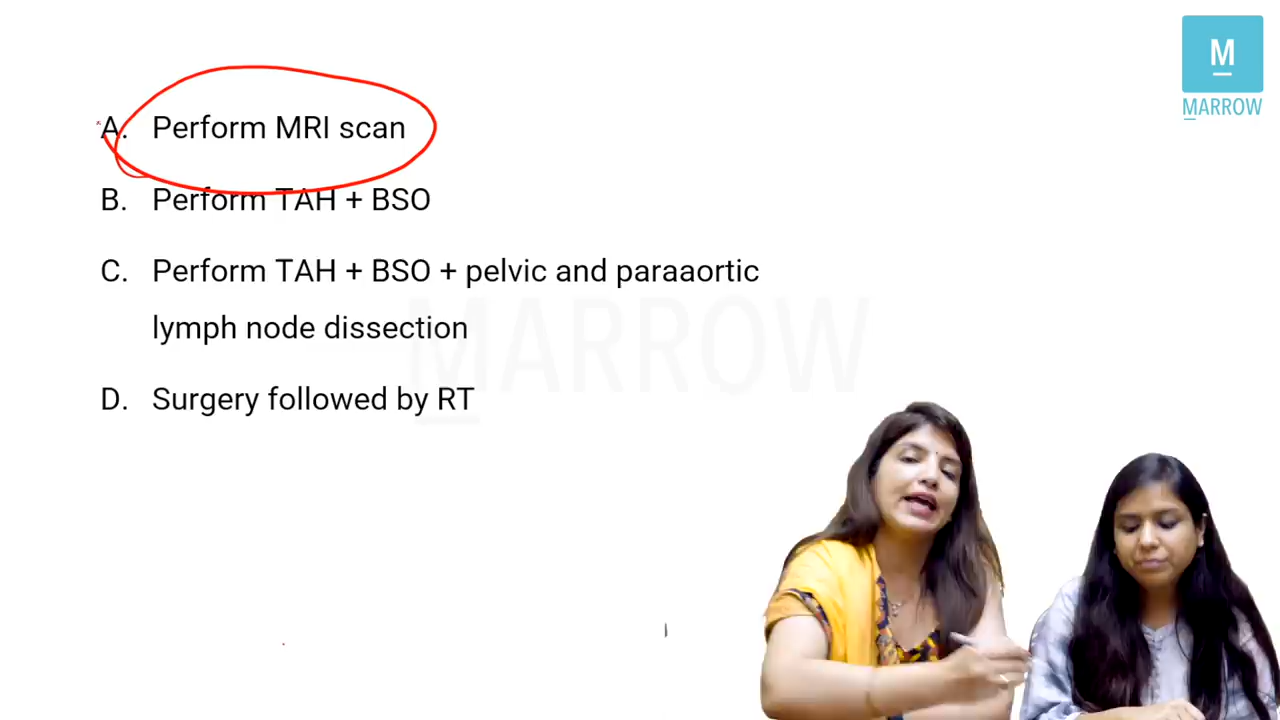 M
MARROW
A. Perform MRI scan
B. Perform TAH + BSO
C. Perform TAH + BSO + pelvic and paraaortic
lymph node dissection
MARROW
D. Surgery followed by RT